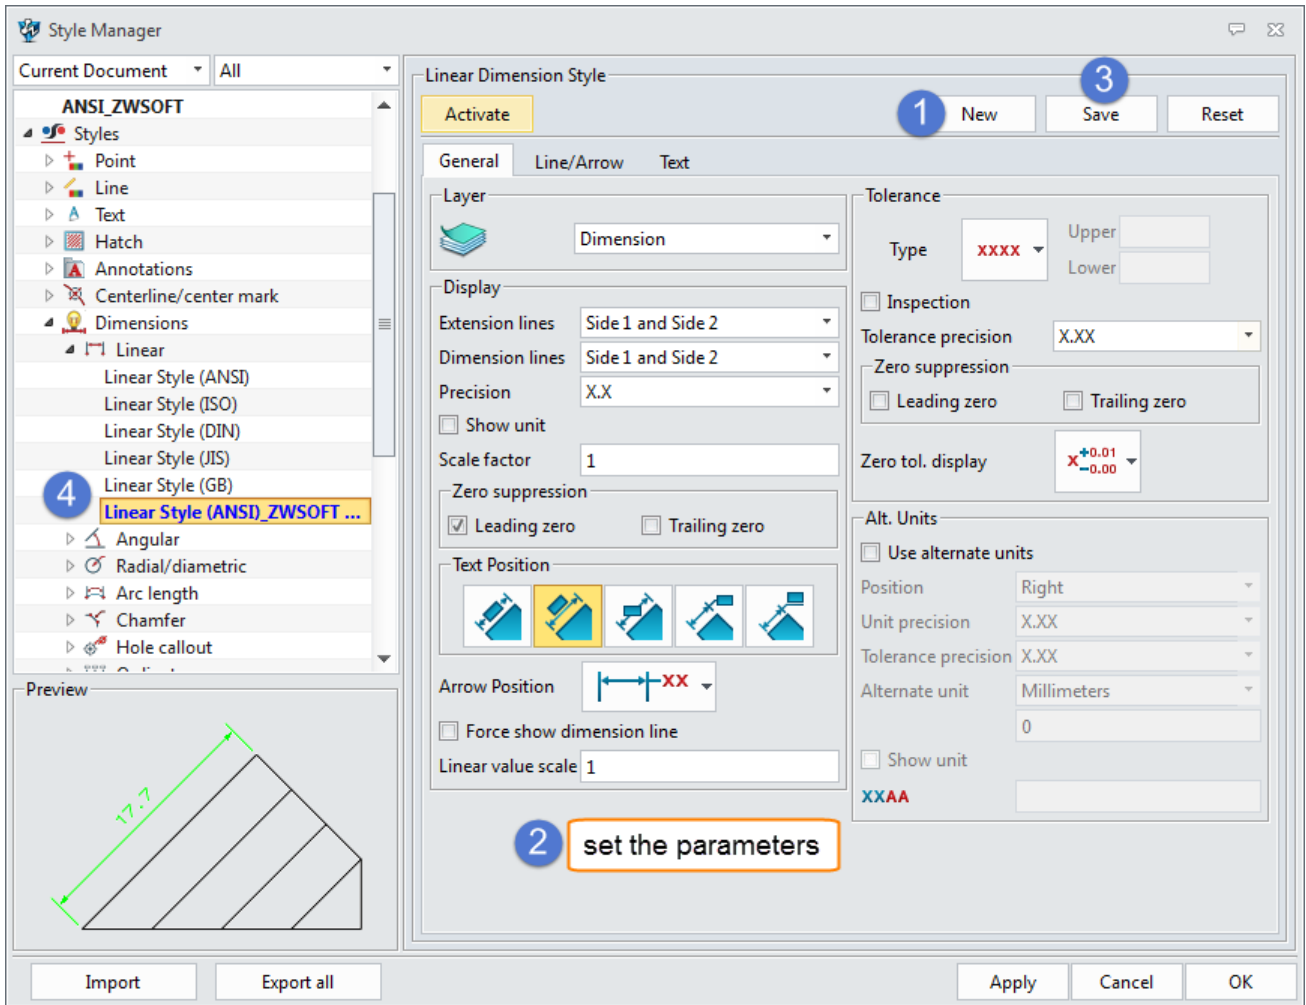 Style Manager
Current Document
All
ANSI_ZWSOFT
Styles
Point
Line
Text
Hatch
Annotations
Centerline/center mark
Dimensions
Linear
Linear Style (ANSI)
Linear Style (ISO)
Linear Style (DIN)
Linear Style (JIS)
Linear Style (GB)
4
Linear Style (ANSI)_ZWSOFT ...
Angular
Radial/diametric
Arc length
Chamfer
Hole callout
Preview
17.7
Linear Dimension Style
Activate
1
New
3
Save
Reset
General
Line/Arrow
Text
Layer
Dimension
Display
Extension lines
Side 1 and Side 2
Dimension lines
Side 1 and Side 2
Precision
X.X
Show unit
Scale factor
1
Zero suppression
Leading zero
Trailing zero
Text Position
Arrow Position
XX
Force show dimension line
Linear value scale
1
2
set the parameters
Tolerance
Type
XXXX
Upper
Lower
Inspection
Tolerance precision
X.XX
Zero suppression
Leading zero
Trailing zero
Zero tol. display
X
+0.01
-0.00
Alt. Units
Use alternate units
Position
Right
Unit precision
X.XX
Tolerance precision
X.XX
Alternate unit
Millimeters
0
Show unit
XXAA
Import
Export all
Apply
Cancel
OK